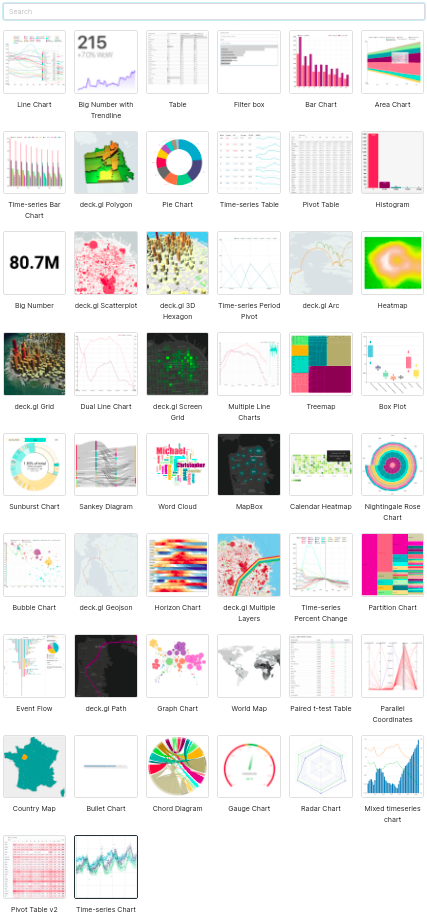 Search
215
+7.0% WoW
Line Chart
Big Number with
Trendline
Table
Filter box
Bar Chart
Area Chart
Time-series Bar
Chart
deck.gl Polygon
Pie Chart
Time-series Table
Pivot Table
Histogram
80.7M
Big Number
deck.gl Scatterplot
deck.gl 3D
Hexagon
Time-series Period
Pivot
deck.gl Arc
Heatmap
deck.gl Grid
Dual Line Chart
deck.gl Screen
Grid
Multiple Line
Charts
Treemap
Box Plot
Michael
Christopher
Sunburst Chart
Sankey Diagram
Word Cloud
MapBox
Calendar Heatmap
Nightingale Rose
Chart
Bubble Chart
deck.gl Geojson
Horizon Chart
deck.gl Multiple
Layers
Time-series
Percent Change
Partition Chart
Event Flow
deck.gl Path
Graph Chart
World Map
Paired t-test Table
Parallel
Coordinates
Country Map
Bullet Chart
Chord Diagram
Gauge Chart
Radar Chart
Mixed timeseries
chart
Pivot Table v2
Time-series Chart